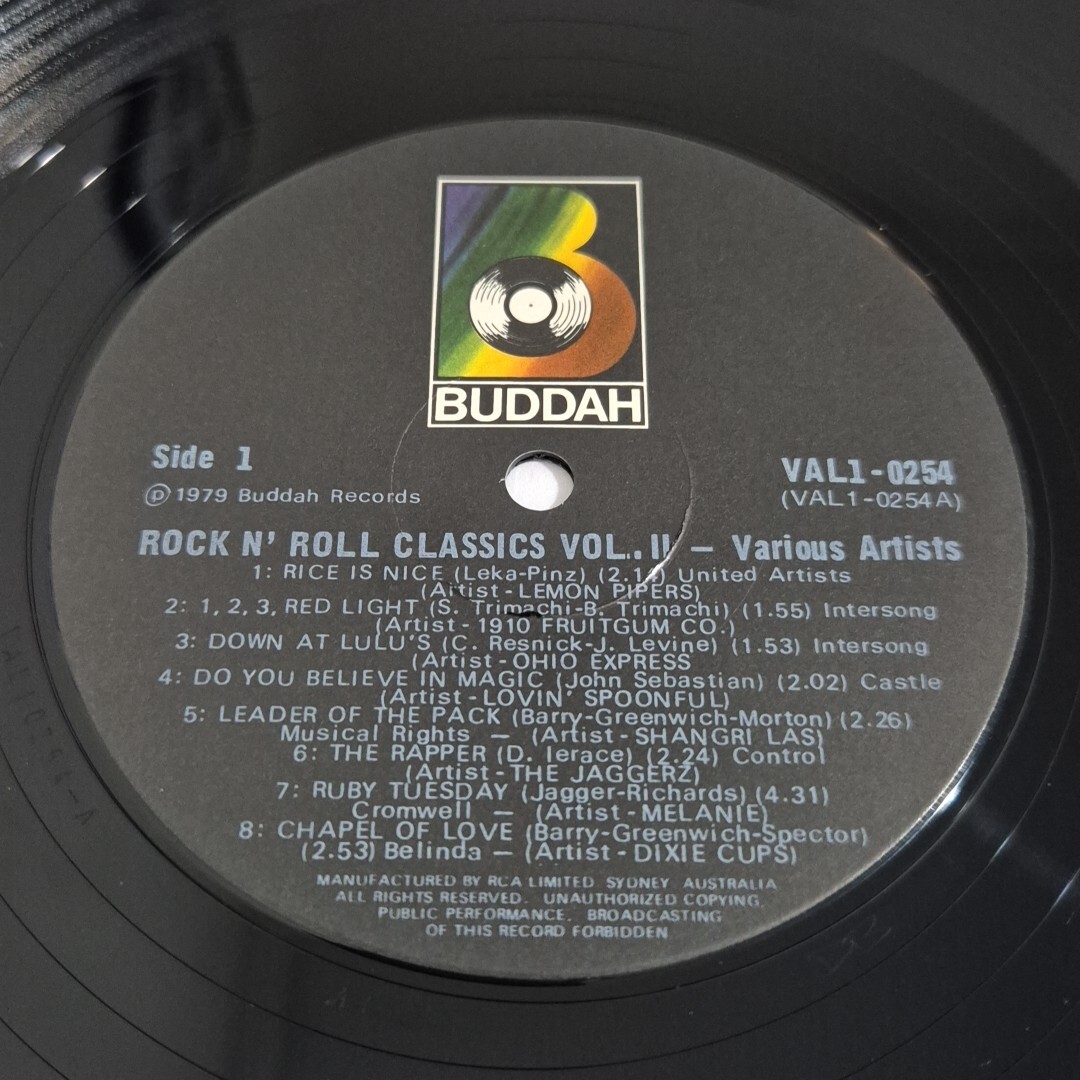 BUDDAH
Side 1
VAL1-0254
℗ 1979 Buddah Records
(VAL1-0254A)
ROCK N' ROLL CLASSICS VOL.. II — Various Artists
1: RICE IS NICE (Leka-Pinz) (2.14) United Artists
(Artist-LEMON PIPERS)
2: 1, 2, 3, RED LIGHT (S. Trimachi-B. Trimachi) (1.55) Intersong
(Artist - 1910 FRUITGUM CO.)
3: DOWN AT LULU'S (C. Resnick-J. Levine) (1.53) Intersong
(Artist-OHIO EXPRESS
4: DO YOU BELIEVE IN MAGIC (John Sebastian) (2.02) Castle
(Artist-LOVIN' SPOONFUL)
5: LEADER OF THE PACK (Barry-Greenwich-Morton) (2.26)
Musical Rights — (Artist - SHANGRI LAS)
6: THE RAPPER (D. Ierace) (2.24) Control
(Artist-THE JAGGERZ)
7: RUBY TUESDAY (Jagger-Richards) (4.31)
Cromwell — (Artist-MELANIE)
8: CHAPEL OF LOVE (Barry-Greenwich-Spector)
(2.53) Belinda — (Artist-DIXIE CUPS)
MANUFACTURED BY RCA LIMITED SYDNEY AUSTRALIA
ALL RIGHTS RESERVED. UNAUTHORIZED COPYING,
PUBLIC PERFORMANCE, BROADCASTING
OF THIS RECORD FORBIDDEN